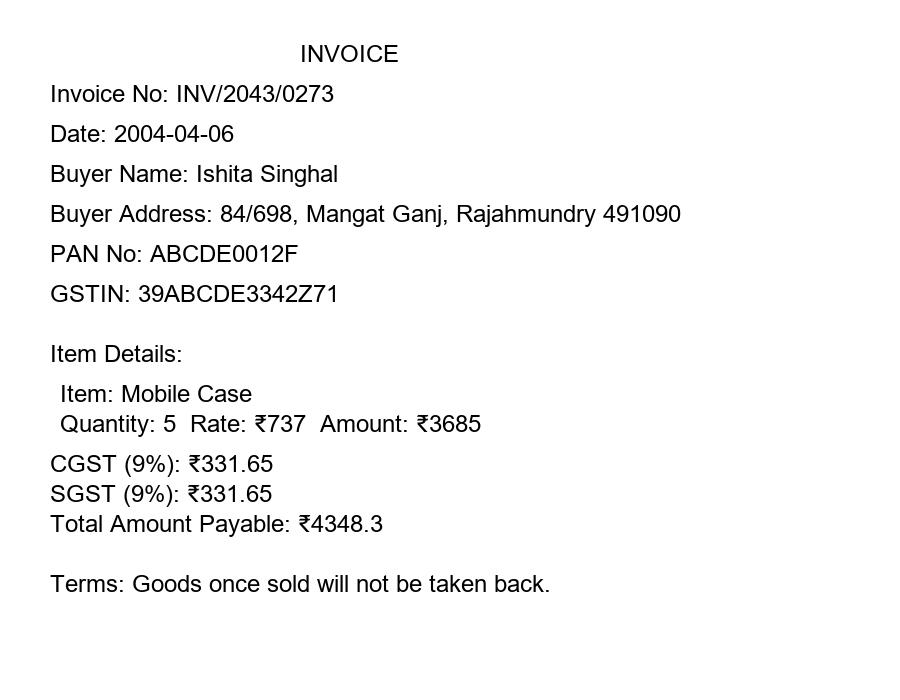 INVOICE
Invoice No: INV/2043/0273
Date: 2004-04-06
Buyer Name: Ishita Singhal
Buyer Address: 84/698, Mangat Ganj, Rajahmundry 491090
PAN No: ABCDE0012F
GSTIN: 39ABCDE3342Z71
Item Details:
Item: Mobile Case
Quantity: 5 Rate: ₹737 Amount: ₹3685
CGST (9%): ₹331.65
SGST (9%): ₹331.65
Total Amount Payable: ₹4348.3
Terms: Goods once sold will not be taken back.